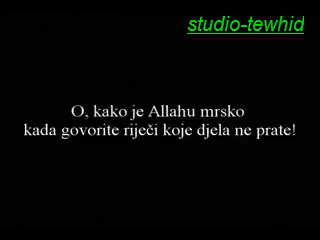 studio-tewhid
O, kako je Allahu mrsko
kada govorite riječi koje djela ne prate!